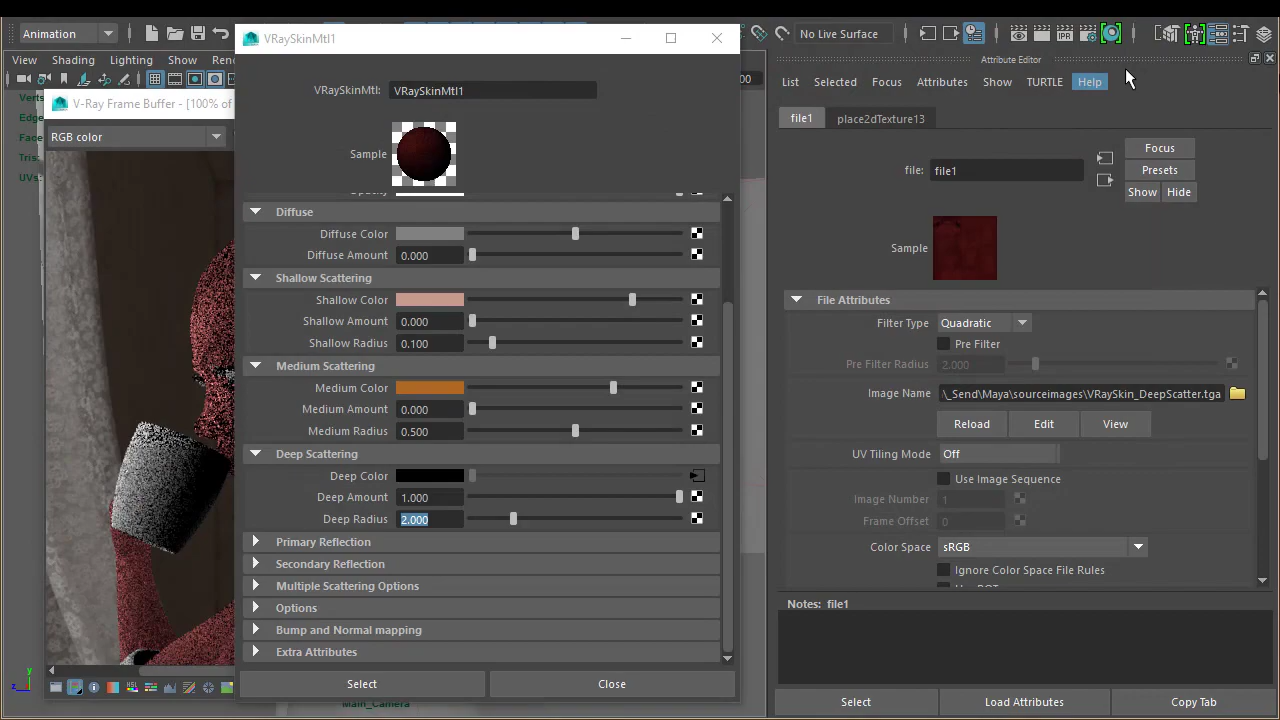 Animation
No Live Surface
View Shading Lighting Show Ren
V-Ray Frame Buffer - [100% of
RGB color
Verts
Edge
Face
Tris:
UVs:
VRaySkinMtl1
VRaySkinMtl: VRaySkinMtl1
Sample
Diffuse
Diffuse Color
Diffuse Amount 0.000
Shallow Scattering
Shallow Color
Shallow Amount 0.000
Shallow Radius 0.100
Medium Scattering
Medium Color
Medium Amount 0.000
Medium Radius 0.500
Deep Scattering
Deep Color
Deep Amount 1.000
Deep Radius 2.000
Primary Reflection
Secondary Reflection
Multiple Scattering Options
Options
Bump and Normal mapping
Extra Attributes
Select Close
Main_Camera
Attribute Editor
List Selected Focus Attributes Show TURTLE Help
file1 place2dTexture13
file: file1
Focus
Presets
Show Hide
Sample
File Attributes
Filter Type Quadratic
Pre Filter
Pre Filter Radius 2.000
Image Name \_Send\Maya\sourceimages\VRaySkin_DeepScatter.tga
Reload Edit View
UV Tiling Mode Off
Use Image Sequence
Image Number 1
Frame Offset 0
Color Space sRGB
Ignore Color Space File Rules
Notes: file1
Select Load Attributes Copy Tab